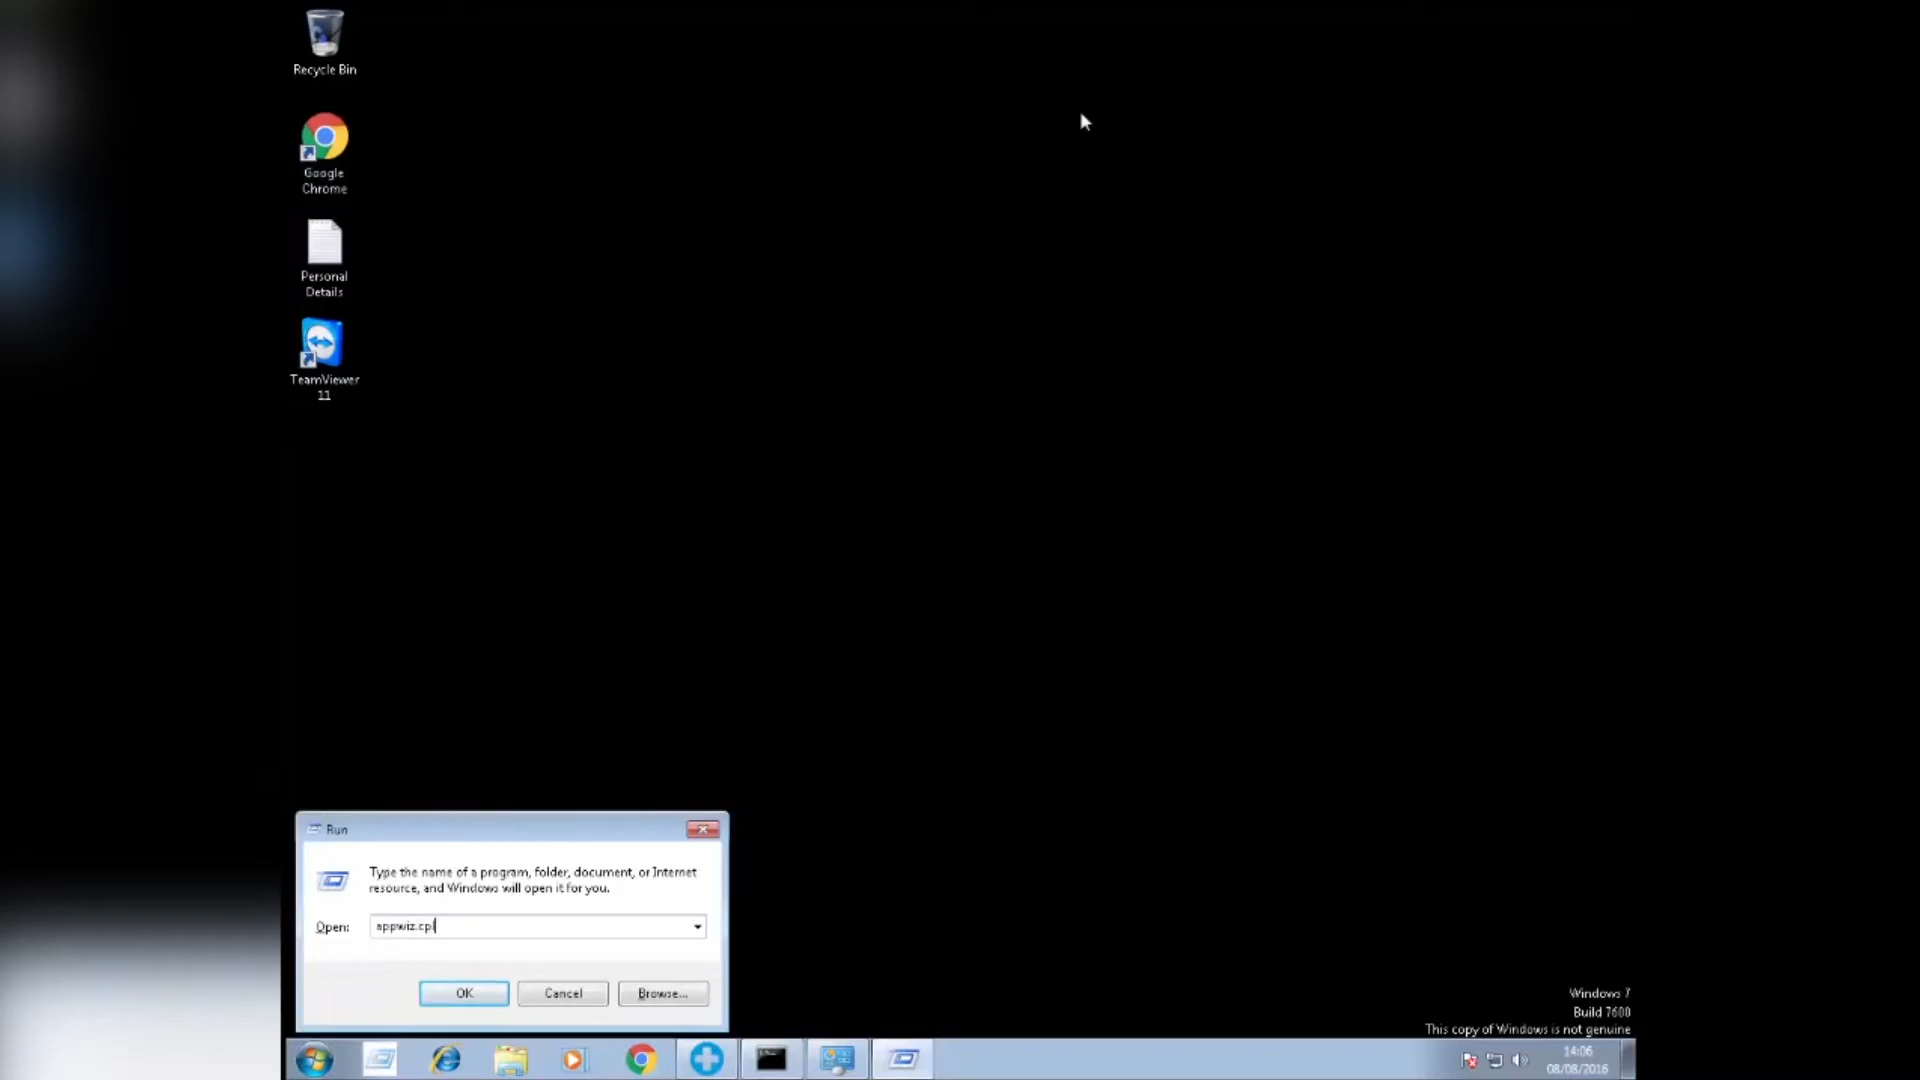 Recycle Bin
Google
Chrome
Personal
Details
TeamViewer
11
Run
Type the name of a program, folder, document, or Internet
resource, and Windows will open it for you.
Open:
appwiz.cpl
OK
Cancel
Browse...
Windows 7
Build 7600
This copy of Windows is not genuine
14:06
08/08/2016